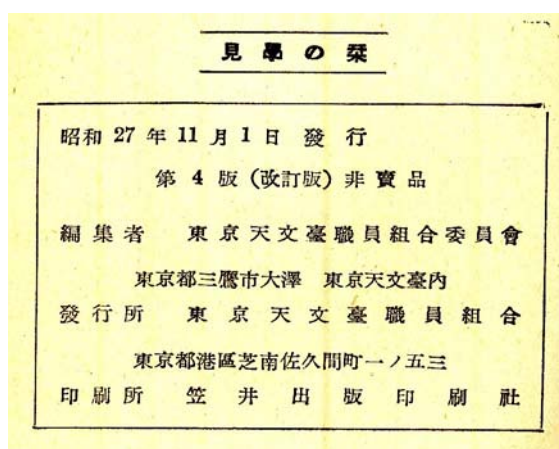 見學の栞
昭和 27 年 11 月 1 日 發 行
第 4 版 (改訂版) 非 賣 品
編 集 者 東 京 天 文 臺 職 員 組 合 委 員 會
東京都三鷹市大澤 東京天文臺内
發 行 所 東 京 天 文 臺 職 員 組 合
東京都港區芝南佐久間町一ノ五三
印 刷 所 笠 井 出 版 印 刷 社